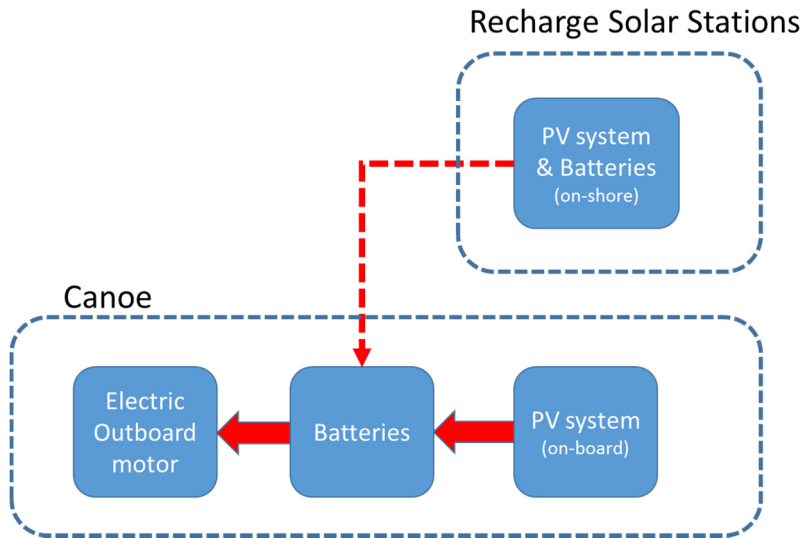 Recharge Solar Stations
PV system
& Batteries
(on-shore)
Canoe
Electric
Outboard
motor
Batteries
PV system
(on-board)